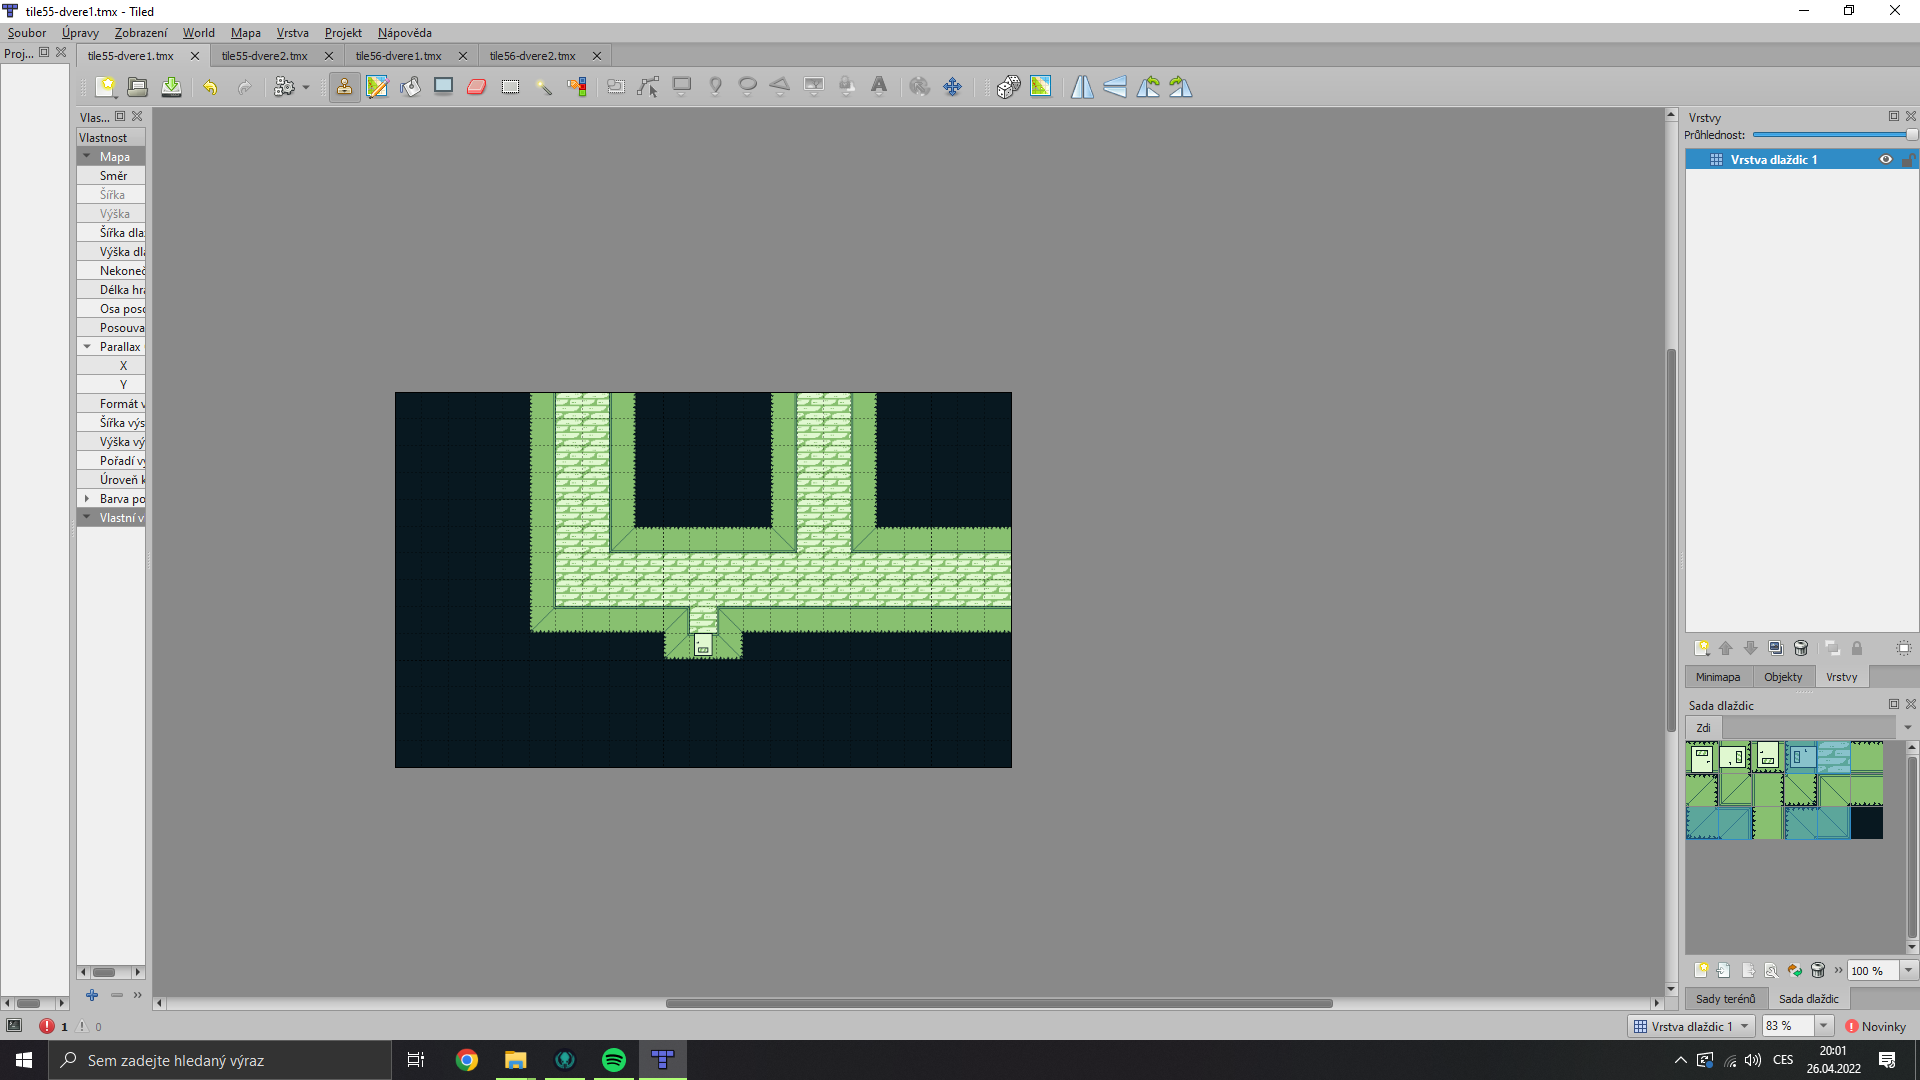 tile55-dvere1.tmx - Tiled
Soubor Úpravy Zobrazení World Mapa Vrstva Projekt Nápověda
Proj...
tile55-dvere1.tmx
tile55-dvere2.tmx
tile56-dvere1.tmx
tile56-dvere2.tmx
Vlas...
Vlastnost
Mapa
Směr
Šířka
Výška
Šířka dla
Výška dl
Nekoneč
Délka hr
Osa pos
Posouva
Parallax
X
Y
Formát v
Šířka výs
Výška vý
Pořadí v
Úroveň k
Barva po
Vlastní v
Vrstvy
Průhlednost:
Vrstva dlaždic 1
Minimapa Objekty Vrstvy
Sada dlaždic
Zdi
100 %
Sady terénů Sada dlaždic
1 0
Vrstva dlaždic 1 83 % Novinky
Sem zadejte hledaný výraz
CES
20:01
26.04.2022